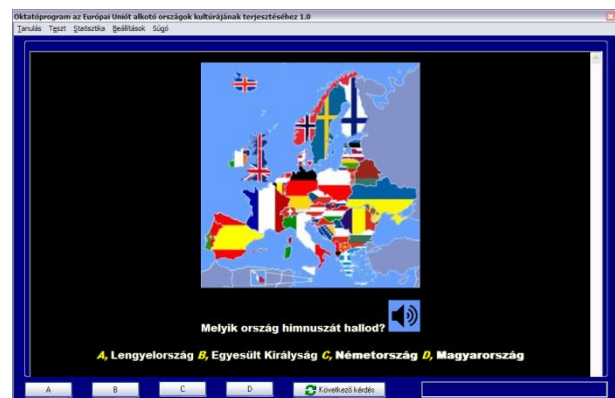 Oktatóprogram az Európai Uniót alkotó országok kultúrájának terjesztéséhez 1.0
Tanulás Teszt Statisztika Beállítások Súgó
Melyik ország himnuszát hallod?
A, Lengyelország B, Egyesült Királyság C, Németország D, Magyarország
A B C D Következő kérdés